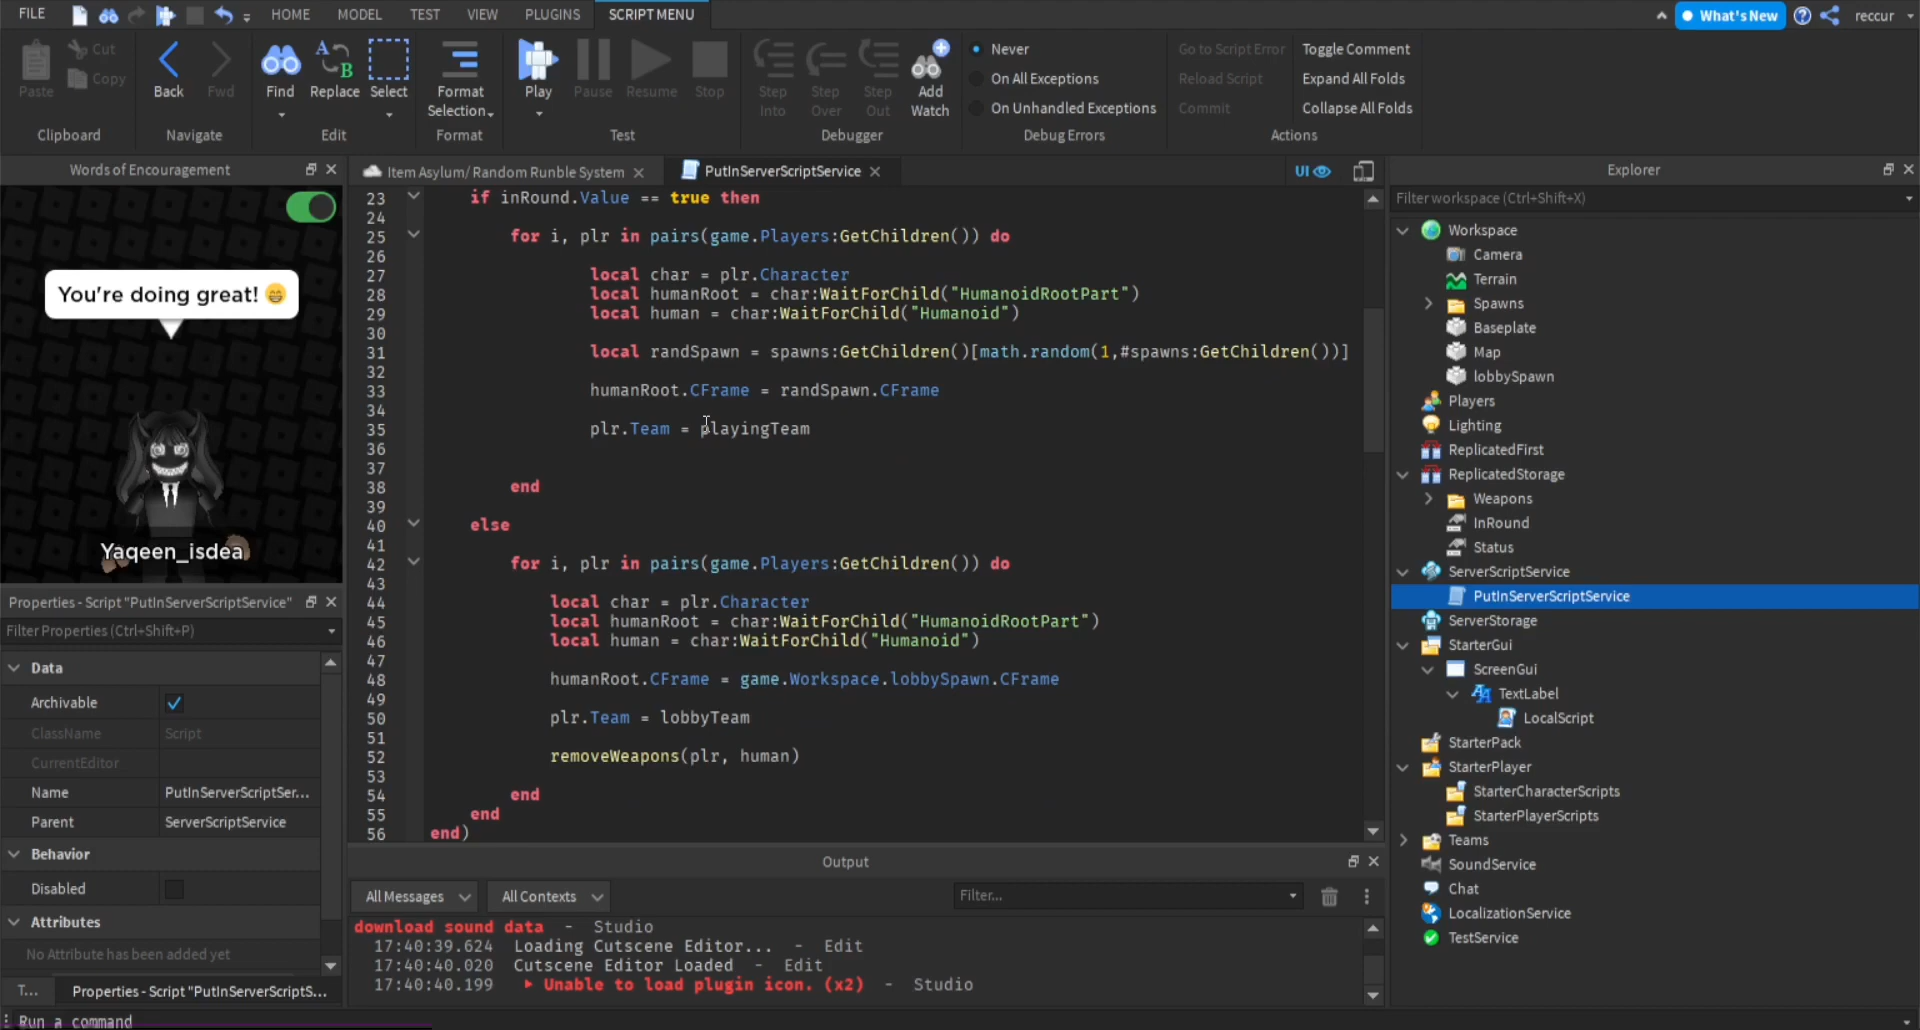 FILE HOME MODEL TEST VIEW PLUGINS SCRIPT MENU What's New reccur
Paste Cut Copy Back Fwd Find Replace Select Format Selection Play Pause Resume Stop Step Into Step Over Step Out Add Watch
Never Go to Script Error Toggle Comment
On All Exceptions Reload Script Expand All Folds
On Unhandled Exceptions Commit Collapse All Folds
Clipboard Navigate Edit Format Test Debugger Debug Errors Actions
Words of Encouragement
You're doing great! 😁
Yaqeen_isdea
Properties - Script "PutInServerScriptService"
Filter Properties (Ctrl+Shift+P)
Data
Archivable
ClassName Script
CurrentEditor
Name PutInServerScriptSer...
Parent ServerScriptService
Behavior
Disabled
Attributes
No Attribute has been added yet
T... Properties - Script "PutInServerScriptS...
Run a command
Item Asylum/ Random Rumble System PutInServerScriptService UI
23 if inRound.Value == true then
24
25 for i, plr in pairs(game.Players:GetChildren()) do
26
27 local char = plr.Character
28 local humanRoot = char:WaitForChild("HumanoidRootPart")
29 local human = char:WaitForChild("Humanoid")
30
31 local randSpawn = spawns:GetChildren()[math.random(1,#spawns:GetChildren())]
32
33 humanRoot.CFrame = randSpawn.CFrame
34
35 plr.Team = playingTeam
36
37
38 end
39
40 else
41
42 for i, plr in pairs(game.Players:GetChildren()) do
43
44 local char = plr.Character
45 local humanRoot = char:WaitForChild("HumanoidRootPart")
46 local human = char:WaitForChild("Humanoid")
47
48 humanRoot.CFrame = game.Workspace.lobbySpawn.CFrame
49
50 plr.Team = lobbyTeam
51
52 removeWeapons(plr, human)
53
54 end
55 end
56 end)
Output
All Messages All Contexts Filter...
download sound data - Studio
17:40:39.624 Loading Cutscene Editor... - Edit
17:40:40.020 Cutscene Editor Loaded - Edit
17:40:40.199 Unable to load plugin icon. (x2) - Studio
Explorer
Filter workspace (Ctrl+Shift+X)
Workspace
Camera
Terrain
Spawns
Baseplate
Map
lobbySpawn
Players
Lighting
ReplicatedFirst
ReplicatedStorage
Weapons
InRound
Status
ServerScriptService
PutInServerScriptService
ServerStorage
StarterGui
ScreenGui
TextLabel
LocalScript
StarterPack
StarterPlayer
StarterCharacterScripts
StarterPlayerScripts
Teams
SoundService
Chat
LocalizationService
TestService